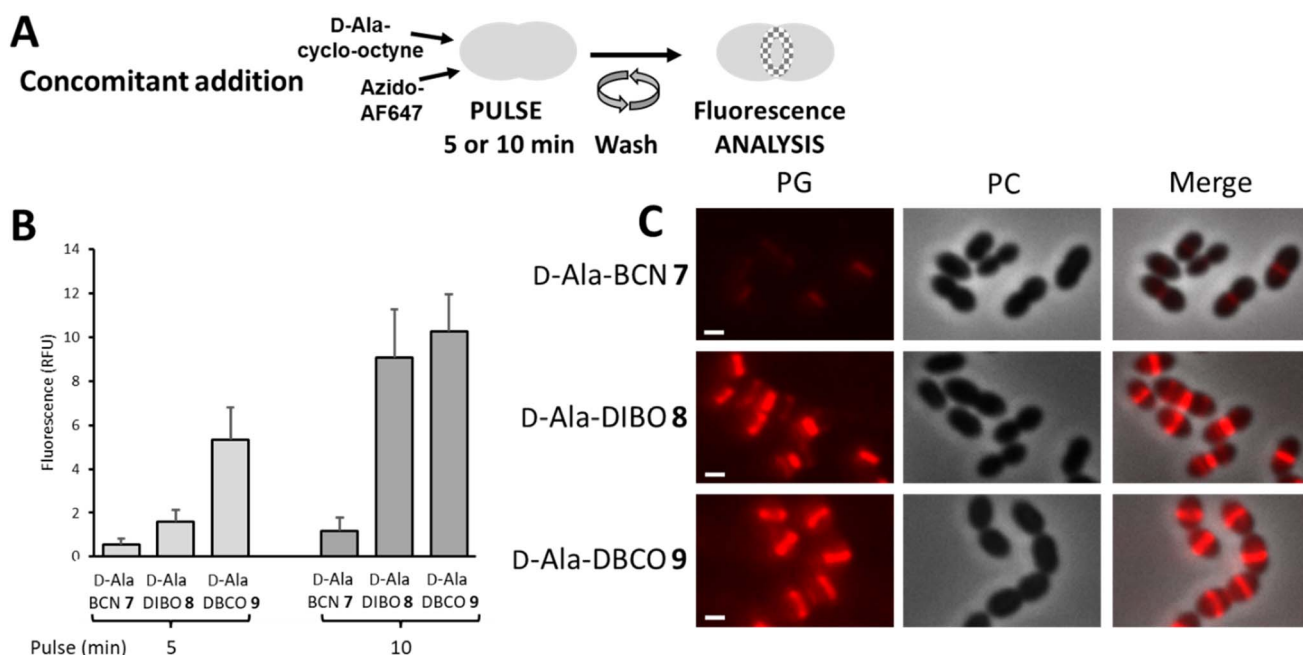 A
Concomitant addition
D-Ala-
cyclo-octyne
Azido-
AF647
PULSE
5 or 10 min
Wash
Fluorescence
ANALYSIS
B
Fluorescence (RFU)
14
12
10
8
6
4
2
0
D-Ala D-Ala D-Ala
BCN 7 DIBO 8 DBCO 9
D-Ala D-Ala D-Ala
BCN 7 DIBO 8 DBCO 9
Pulse (min) 5 10
C
PG PC Merge
D-Ala-BCN 7
D-Ala-DIBO 8
D-Ala-DBCO 9